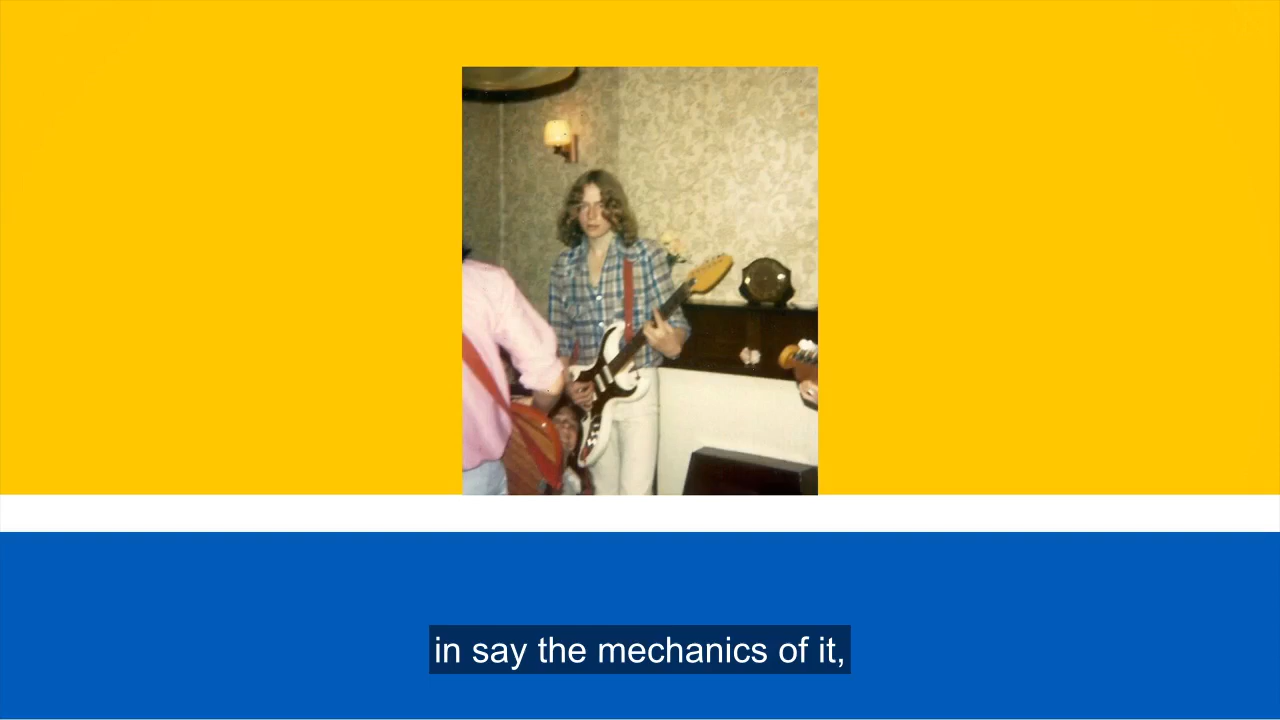 in say the mechanics of it,